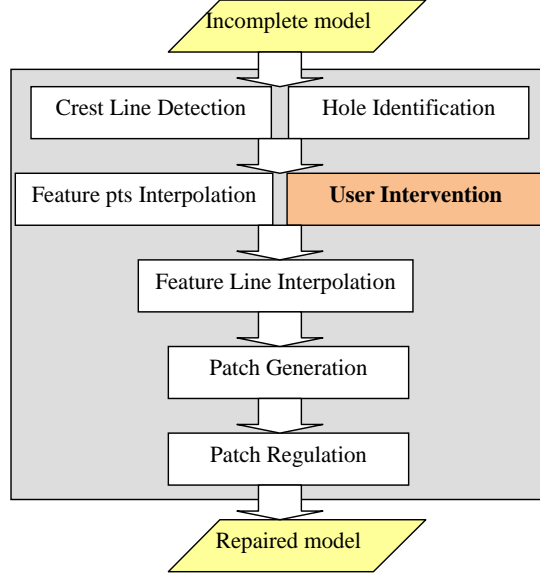 Incomplete model
Crest Line Detection
Hole Identification
Feature pts Interpolation
User Intervention
Feature Line Interpolation
Patch Generation
Patch Regulation
Repaired model